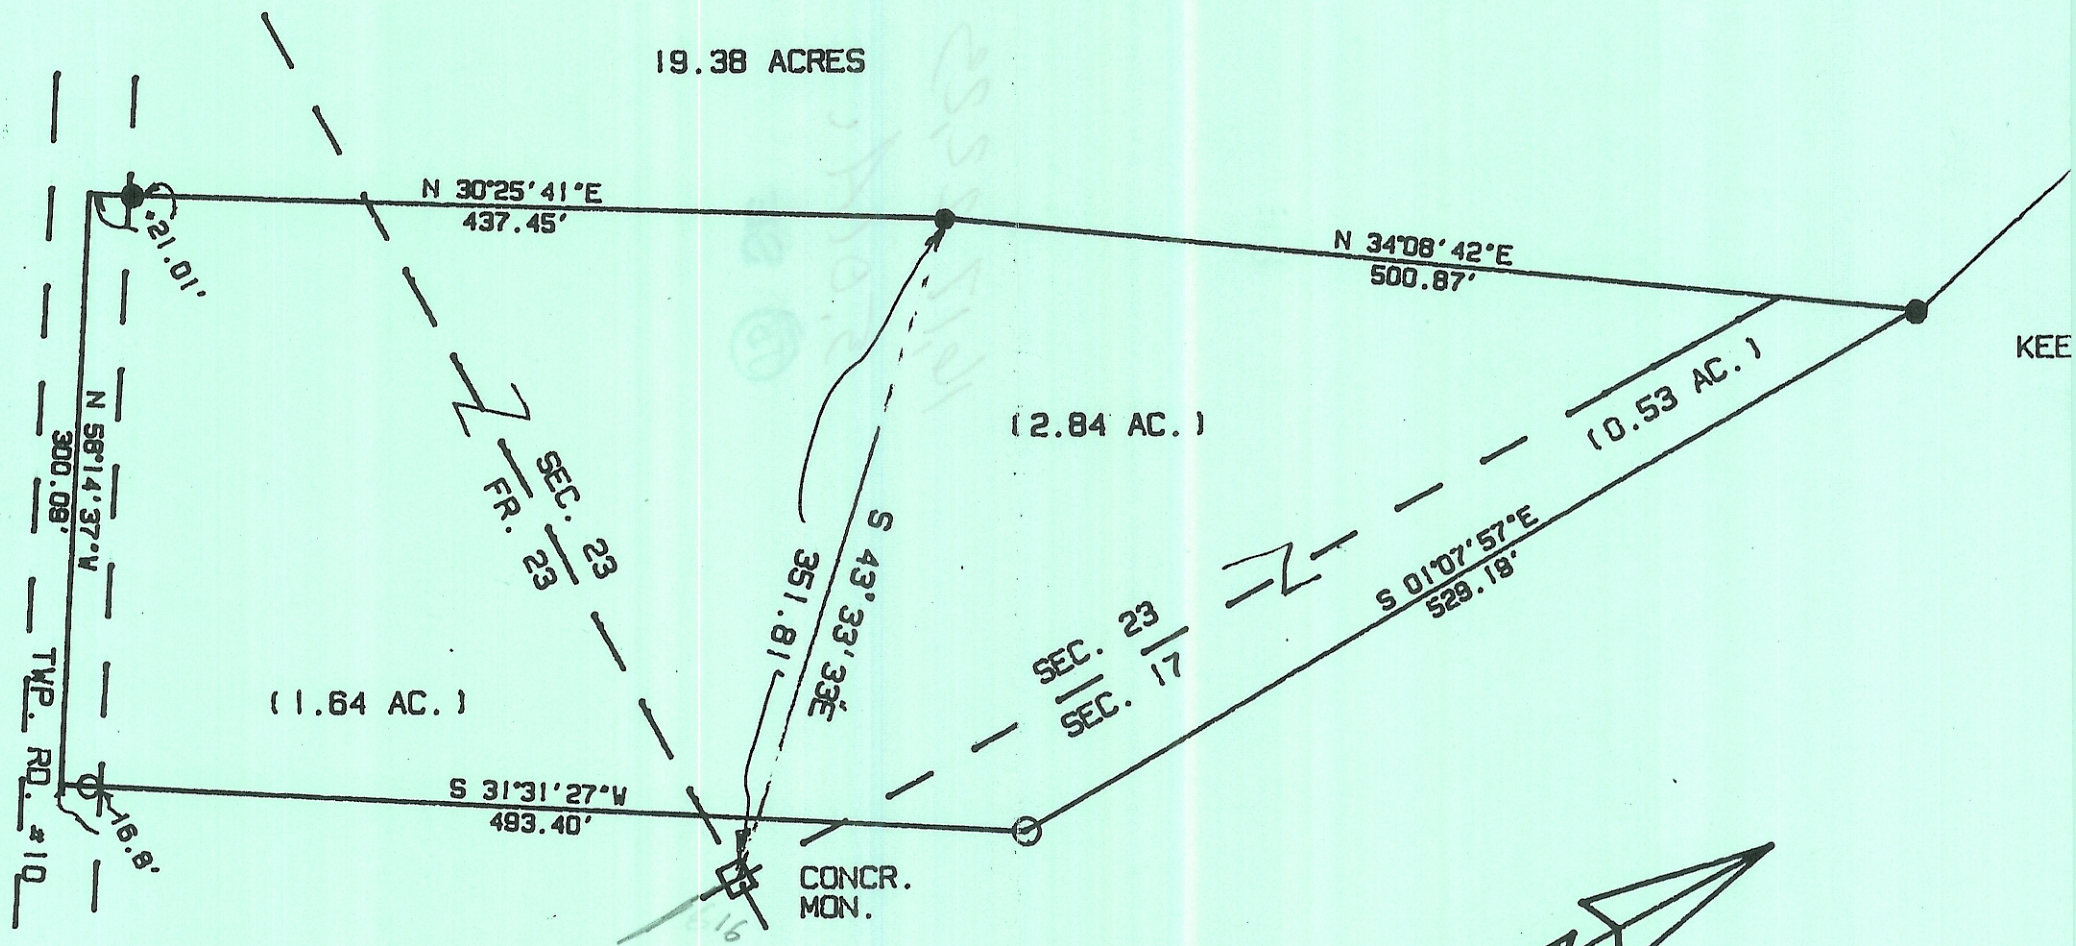 19.38 ACRES
N 30°25'41"E
437.45'
21.01'
N 34°08'42"E
500.87'
KEE
(0.53 AC.)
(2.84 AC.)
N 58°14'37"W
300.09'
SEC. 23
FR. 23
S 43°33'33E
351.81'
SEC. 23
SEC. 17
S 01°07'57"E
529.19'
TWP. RD. #10
(1.64 AC.)
S 31°31'27"W
493.40'
16.8'
CONCR.
MON.